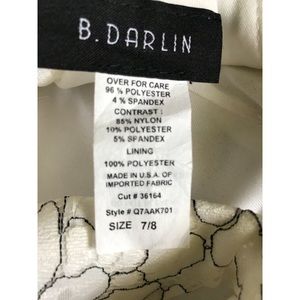 B.DARLIN
OVER FOR CARE
96 % POLYESTER
4 % SPANDEX
CONTRAST :
85% NYLON
10% POLYESTER
5% SPANDEX
LINING
100% POLYESTER
MADE IN U.S.A. OF
IMPORTED FABRIC
Cut # 36164
Style # Q7AAK701
SIZE 7/8